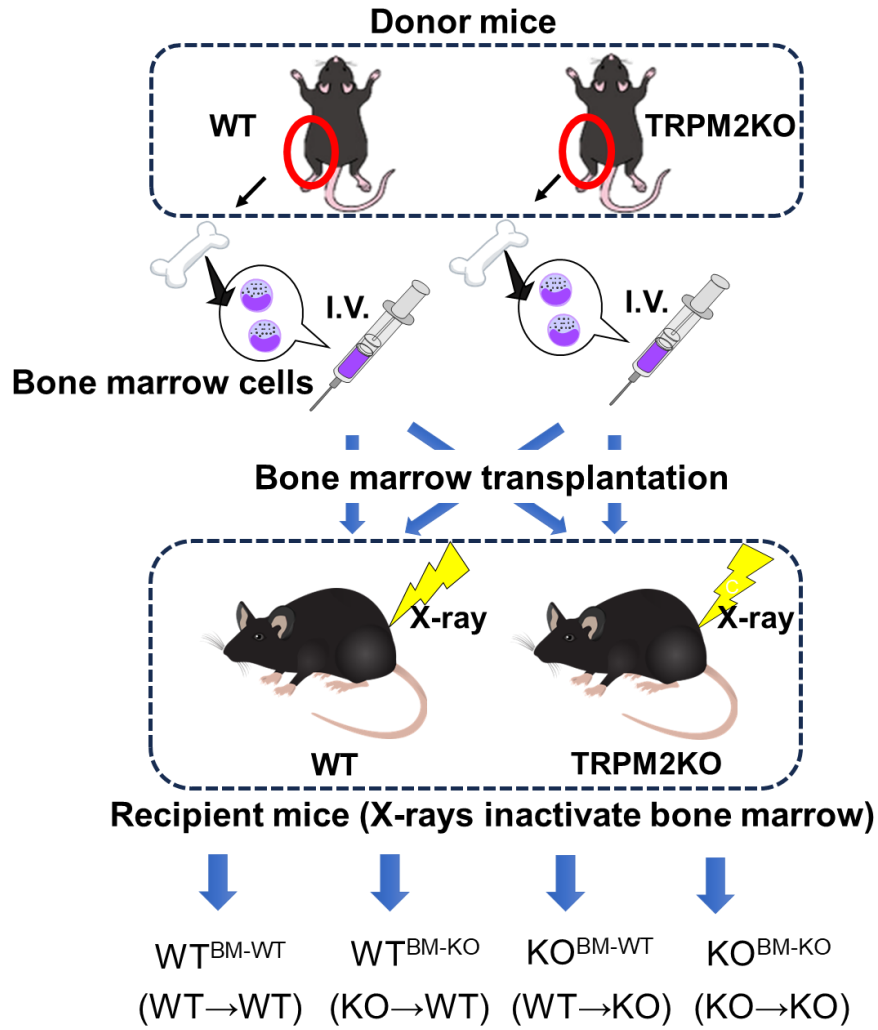 Donor mice
WT
TRPM2KO
I.V.
I.V.
Bone marrow cells
Bone marrow transplantation
C
X-ray
X-ray
WT
TRPM2KO
Recipient mice (X-rays inactivate bone marrow)
WT^BM-WT WT^BM-KO KO^BM-WT KO^BM-KO
(WT→WT) (KO→WT) (WT→KO) (KO→KO)